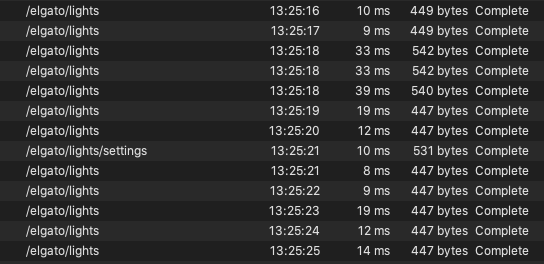 /elgato/lights 13:25:16 10 ms 449 bytes Complete
/elgato/lights 13:25:17 9 ms 449 bytes Complete
/elgato/lights 13:25:18 33 ms 542 bytes Complete
/elgato/lights 13:25:18 33 ms 542 bytes Complete
/elgato/lights 13:25:18 39 ms 540 bytes Complete
/elgato/lights 13:25:19 19 ms 447 bytes Complete
/elgato/lights 13:25:20 12 ms 447 bytes Complete
/elgato/lights/settings 13:25:21 10 ms 531 bytes Complete
/elgato/lights 13:25:21 8 ms 447 bytes Complete
/elgato/lights 13:25:22 9 ms 447 bytes Complete
/elgato/lights 13:25:23 19 ms 447 bytes Complete
/elgato/lights 13:25:24 12 ms 447 bytes Complete
/elgato/lights 13:25:25 14 ms 447 bytes Complete